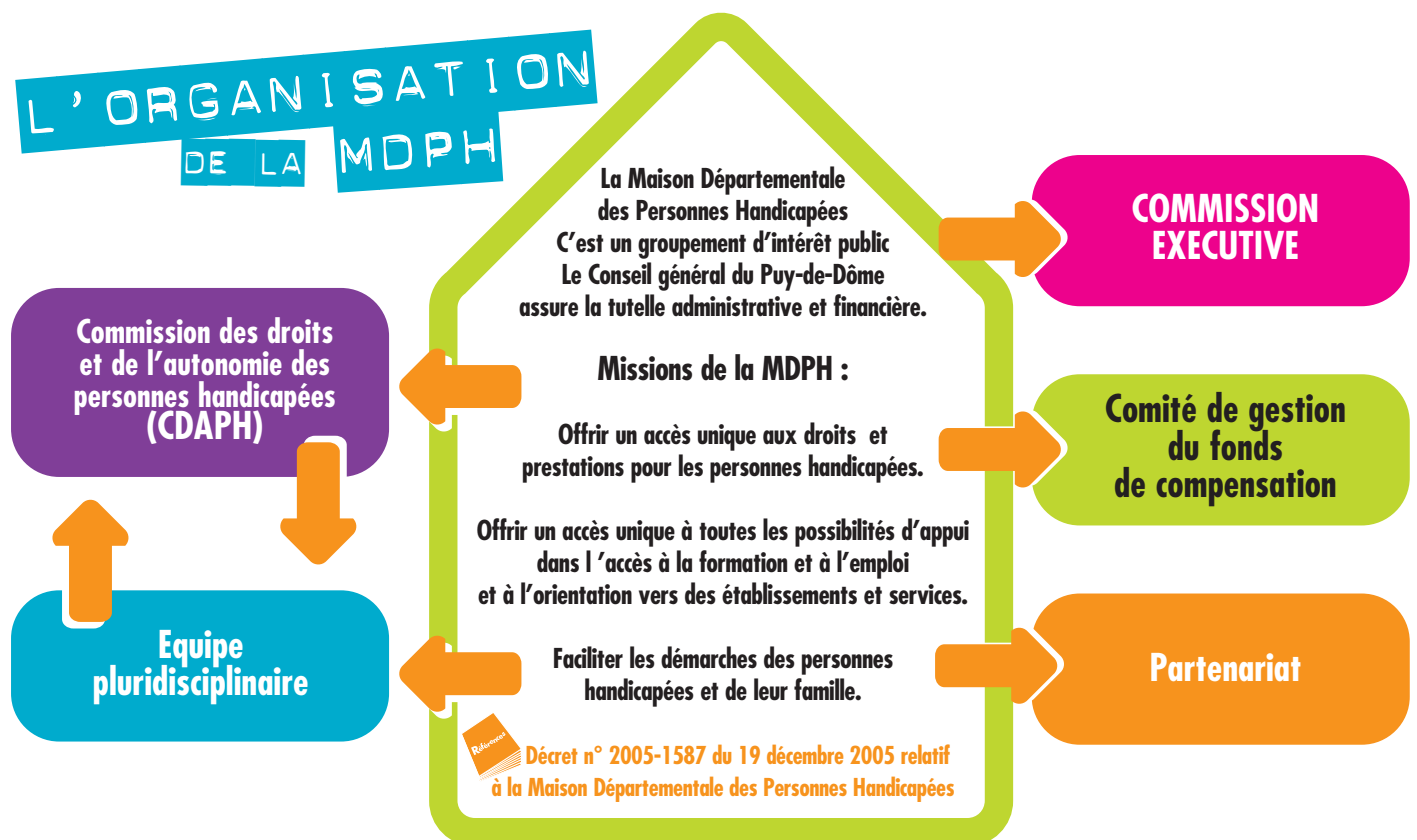 L'ORGANISATION
DE LA MDPH
La Maison Départementale
des Personnes Handicapées
C'est un groupement d'intérêt public
Le Conseil général du Puy-de-Dôme
assure la tutelle administrative et financière.
Missions de la MDPH :
Offrir un accès unique aux droits et
prestations pour les personnes handicapées.
Offrir un accès unique à toutes les possibilités d'appui
dans l 'accès à la formation et à l'emploi
et à l'orientation vers des établissements et services.
Faciliter les démarches des personnes
handicapées et de leur famille.
Références
Décret n° 2005-1587 du 19 décembre 2005 relatif
à la Maison Départementale des Personnes Handicapées
Commission des droits
et de l'autonomie des
personnes handicapées
(CDAPH)
Equipe
pluridisciplinaire
COMMISSION
EXECUTIVE
Comité de gestion
du fonds
de compensation
Partenariat